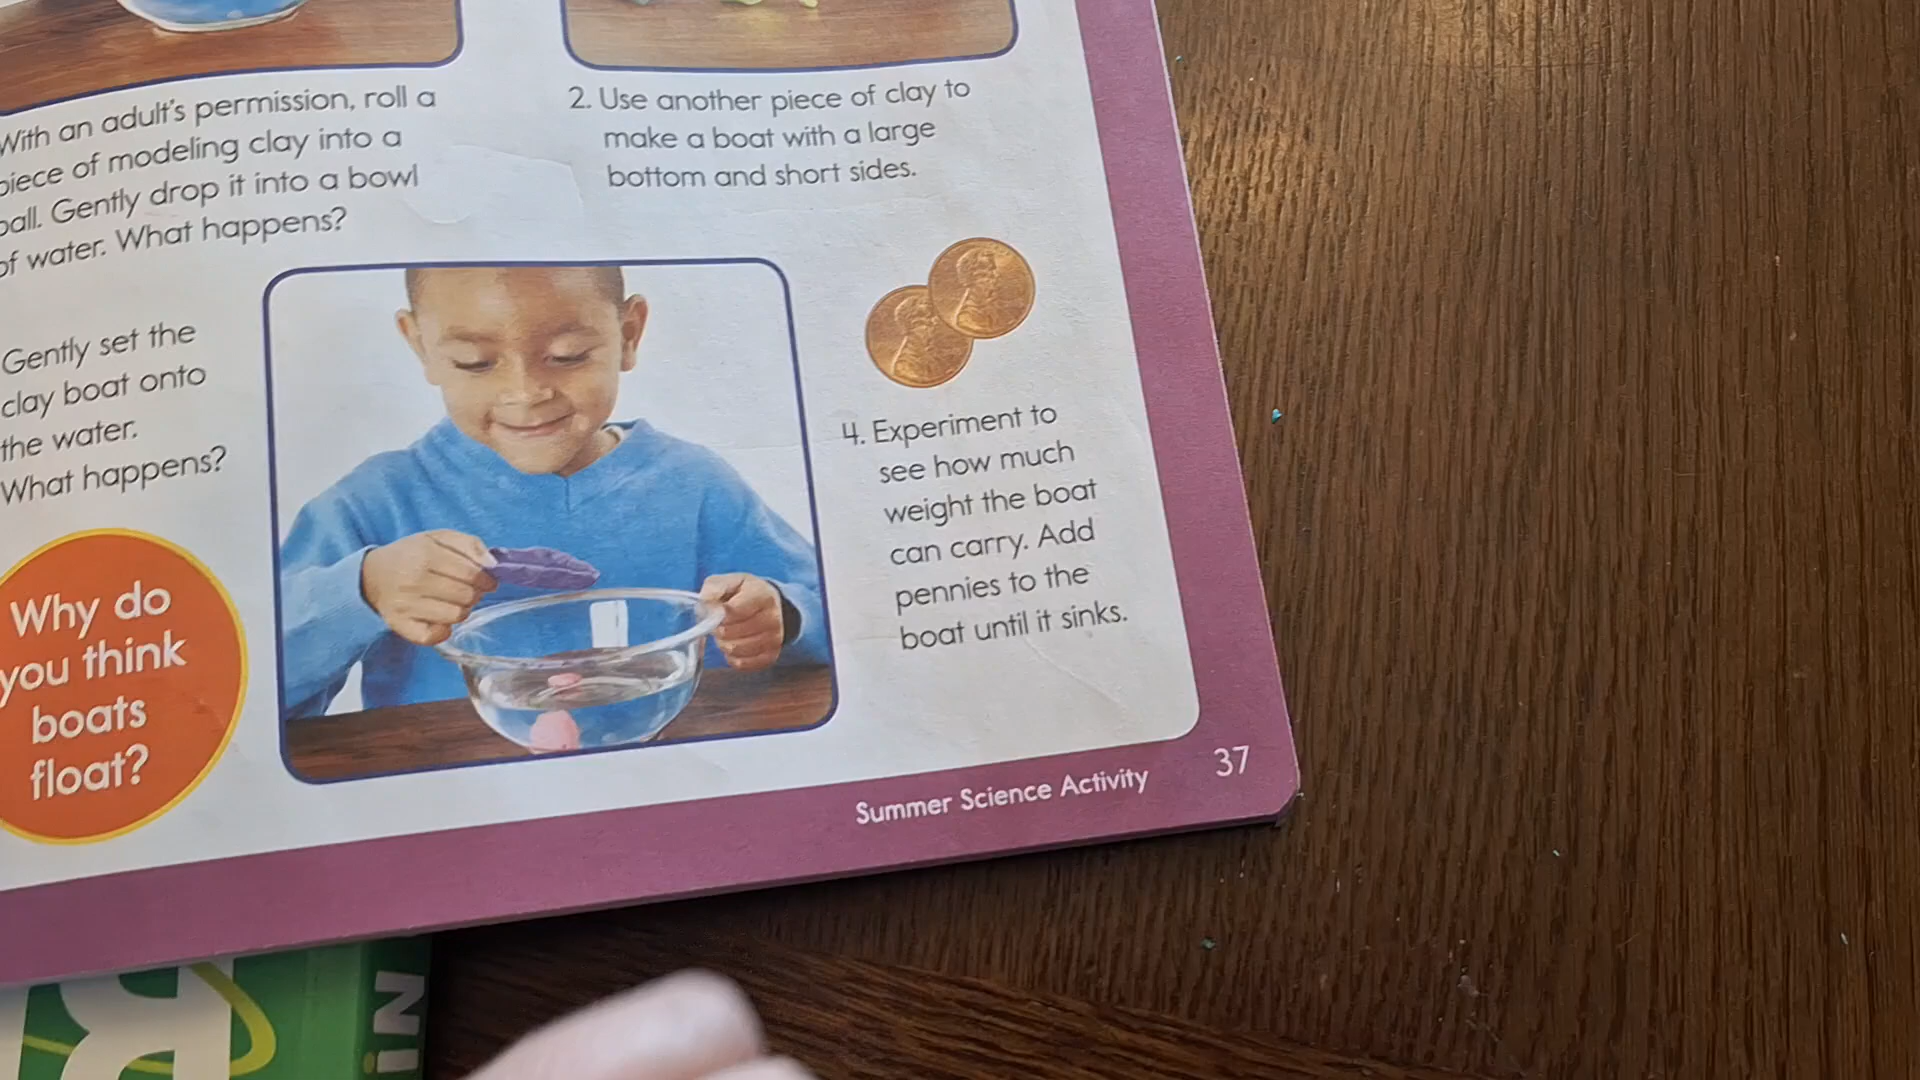 With an adult's permission, roll a
piece of modeling clay into a
ball. Gently drop it into a bowl
of water. What happens?
2. Use another piece of clay to
make a boat with a large
bottom and short sides.
Gently set the
clay boat onto
the water.
What happens?
4. Experiment to
see how much
weight the boat
can carry. Add
pennies to the
boat until it sinks.
Why do
you think
boats
float?
Summer Science Activity
37